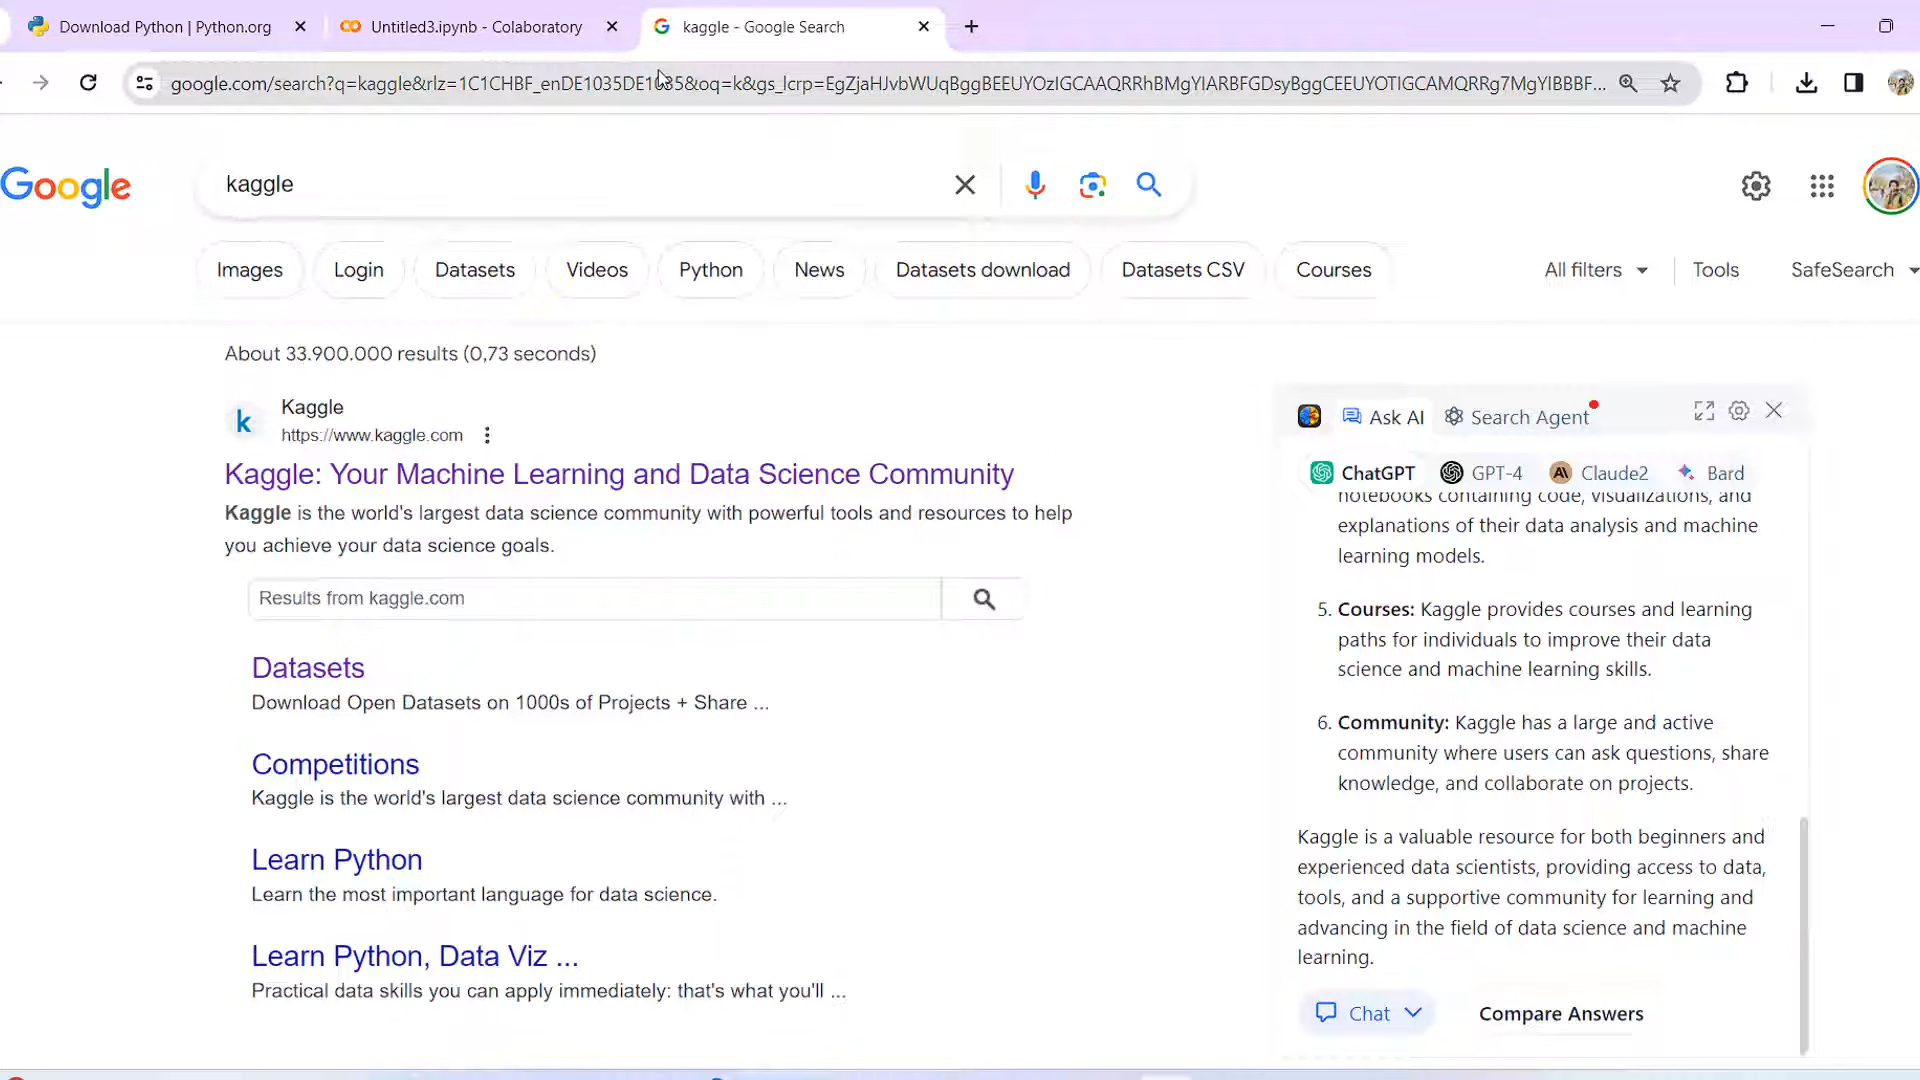 Download Python | Python.org
Untitled3.ipynb - Colaboratory
kaggle - Google Search
google.com/search?q=kaggle&rlz=1C1CHBF_enDE1035DE1035&oq=k&gs_lcrp=EgZjaHJvbWUqBggBEEUYOzIGCAAQRRhBMgYIARBFGDsyBggCEEUYOTIGCAMQRRg7MgYIBBBF...
Google
kaggle
Images
Login
Datasets
Videos
Python
News
Datasets download
Datasets CSV
Courses
All filters
Tools
SafeSearch
About 33.900.000 results (0,73 seconds)
k
Kaggle
https://www.kaggle.com
Kaggle: Your Machine Learning and Data Science Community
Kaggle is the world's largest data science community with powerful tools and resources to help
you achieve your data science goals.
Results from kaggle.com
Datasets
Download Open Datasets on 1000s of Projects + Share ...
Competitions
Kaggle is the world's largest data science community with ...
Learn Python
Learn the most important language for data science.
Learn Python, Data Viz ...
Practical data skills you can apply immediately: that's what you'll ...
Ask AI
Search Agent
ChatGPT
GPT-4
Claude2
Bard
notebooks containing code, visualizations, and
explanations of their data analysis and machine
learning models.
5. Courses: Kaggle provides courses and learning
paths for individuals to improve their data
science and machine learning skills.
6. Community: Kaggle has a large and active
community where users can ask questions, share
knowledge, and collaborate on projects.
Kaggle is a valuable resource for both beginners and
experienced data scientists, providing access to data,
tools, and a supportive community for learning and
advancing in the field of data science and machine
learning.
Chat
Compare Answers